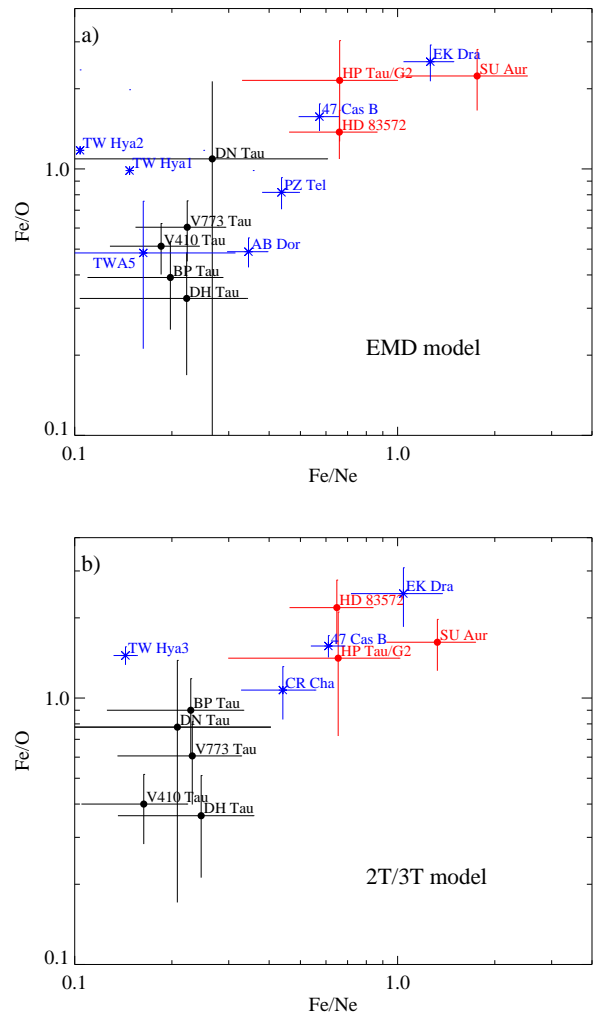 a)
EK Dra
HP Tau/G2
SU Aur
47 Cas B
HD 83572
TW Hya2
DN Tau
TW Hya1
1.0
PZ Tel
Fe/O
V773 Tau
V410 Tau
AB Dor
TWA5
BP Tau
DH Tau
EMD model
0.1
0.1
1.0
Fe/Ne
b)
EK Dra
HD 83572
47 Cas B
SU Aur
TW Hya3
HP Tau/G2
CR Cha
1.0
BP Tau
DN Tau
Fe/O
V773 Tau
V410 Tau
DH Tau
2T/3T model
0.1
0.1
1.0
Fe/Ne